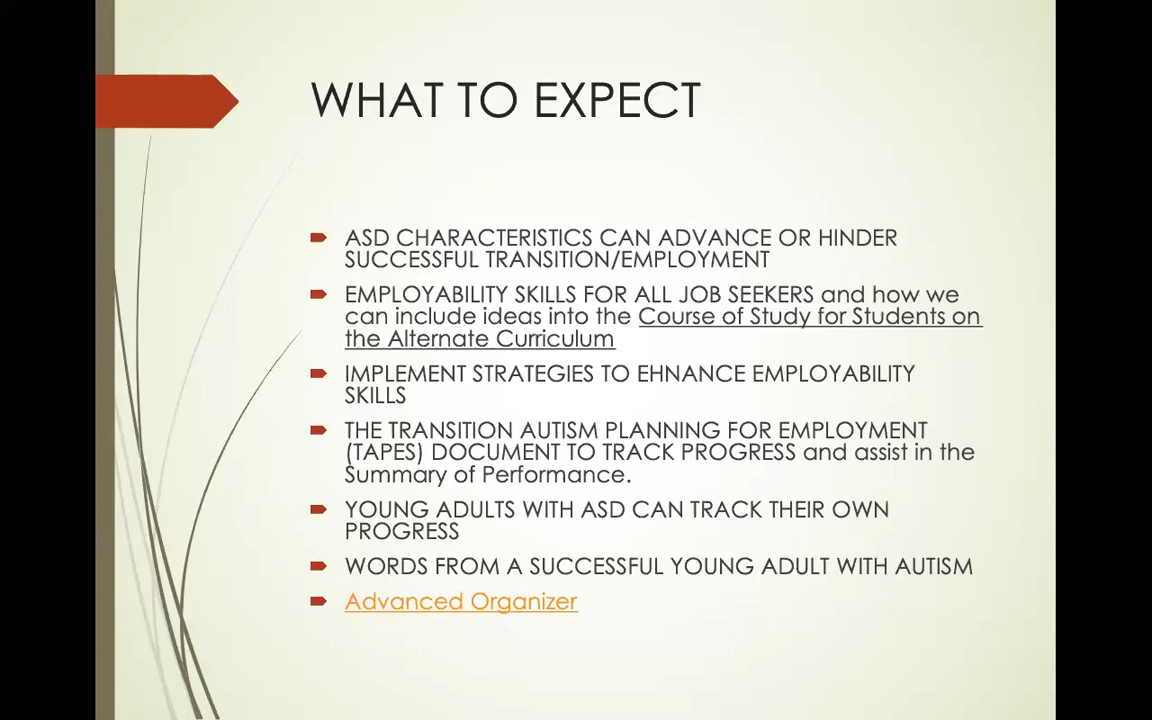 WHAT TO EXPECT
ASD CHARACTERISTICS CAN ADVANCE OR HINDER
SUCCESSFUL TRANSITION/EMPLOYMENT
EMPLOYABILITY SKILLS FOR ALL JOB SEEKERS and how we
can include ideas into the Course of Study for Students on
the Alternate Curriculum
IMPLEMENT STRATEGIES TO EHNANCE EMPLOYABILITY
SKILLS
THE TRANSITION AUTISM PLANNING FOR EMPLOYMENT
(TAPES) DOCUMENT TO TRACK PROGRESS and assist in the
Summary of Performance.
YOUNG ADULTS WITH ASD CAN TRACK THEIR OWN
PROGRESS
WORDS FROM A SUCCESSFUL YOUNG ADULT WITH AUTISM
Advanced Organizer